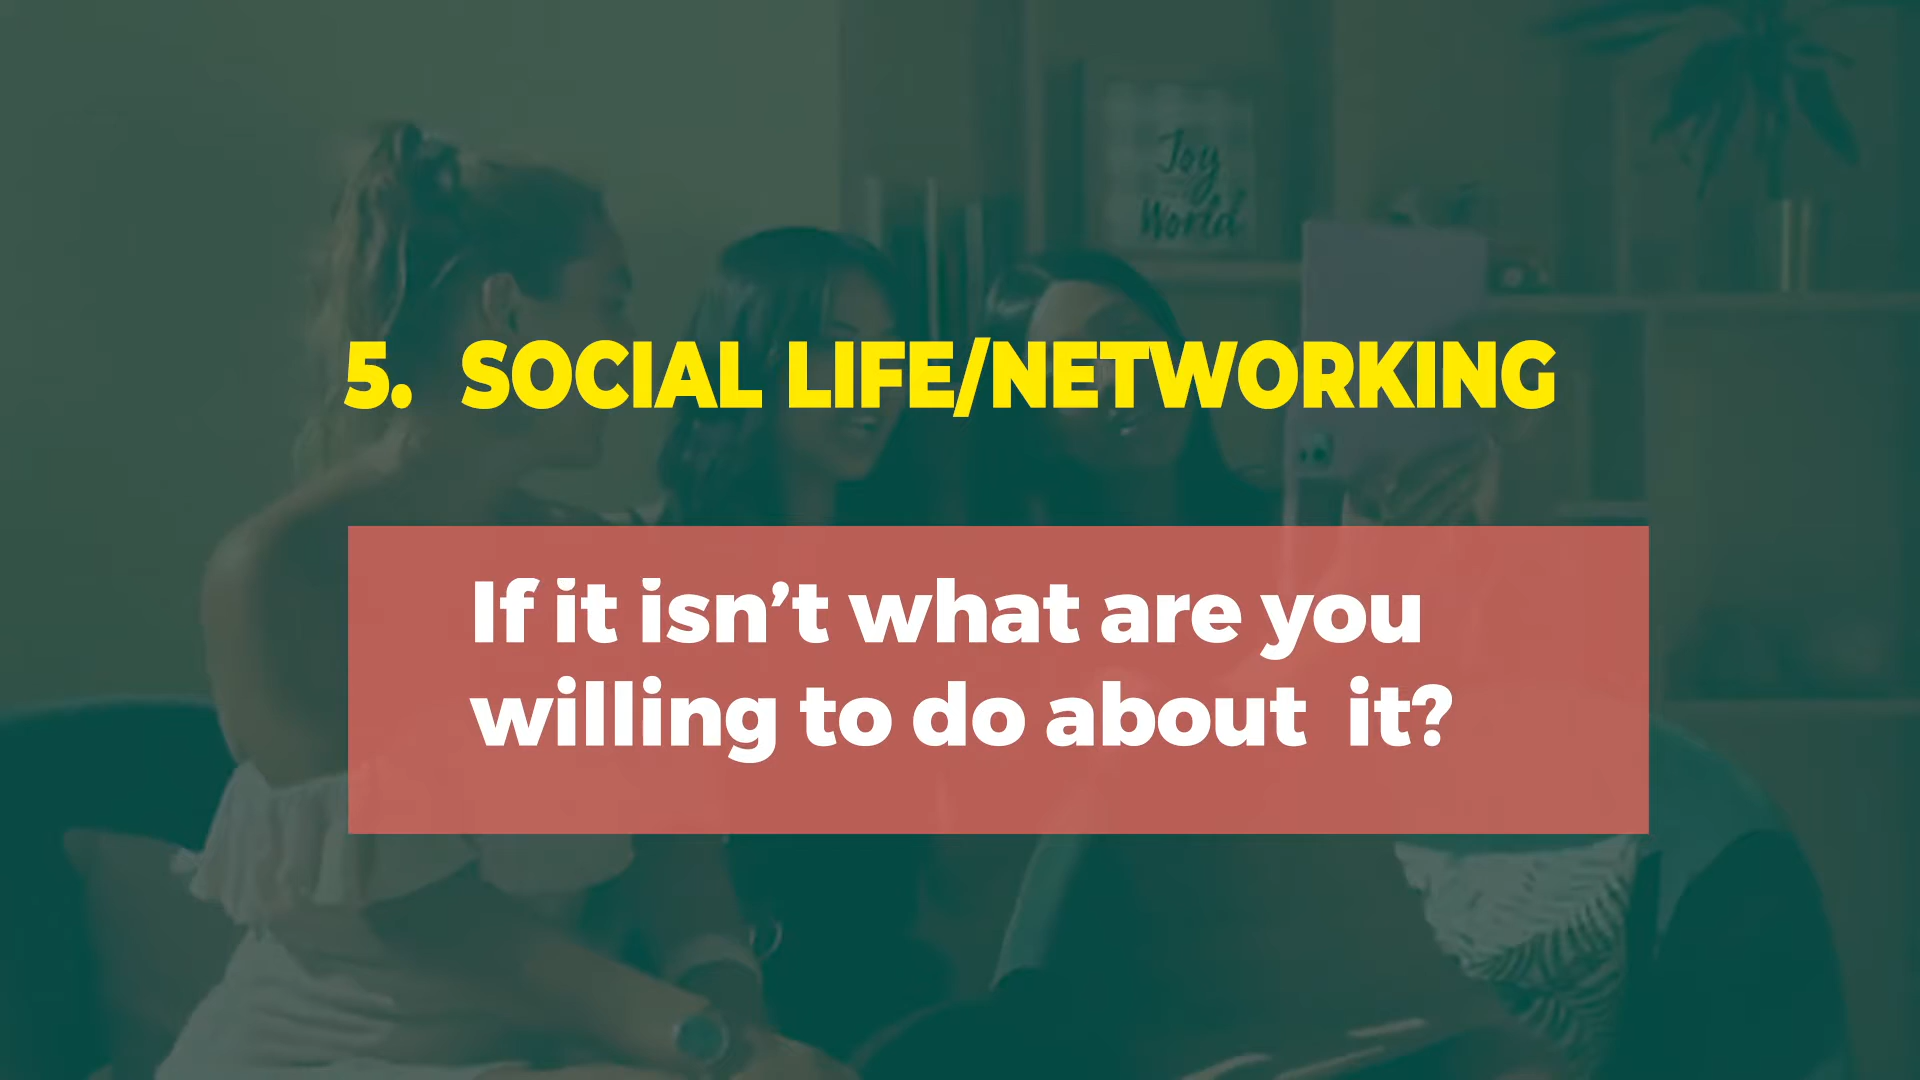 Joy
World
5. SOCIAL LIFE/NETWORKING
If it isn’t what are you
willing to do about it?